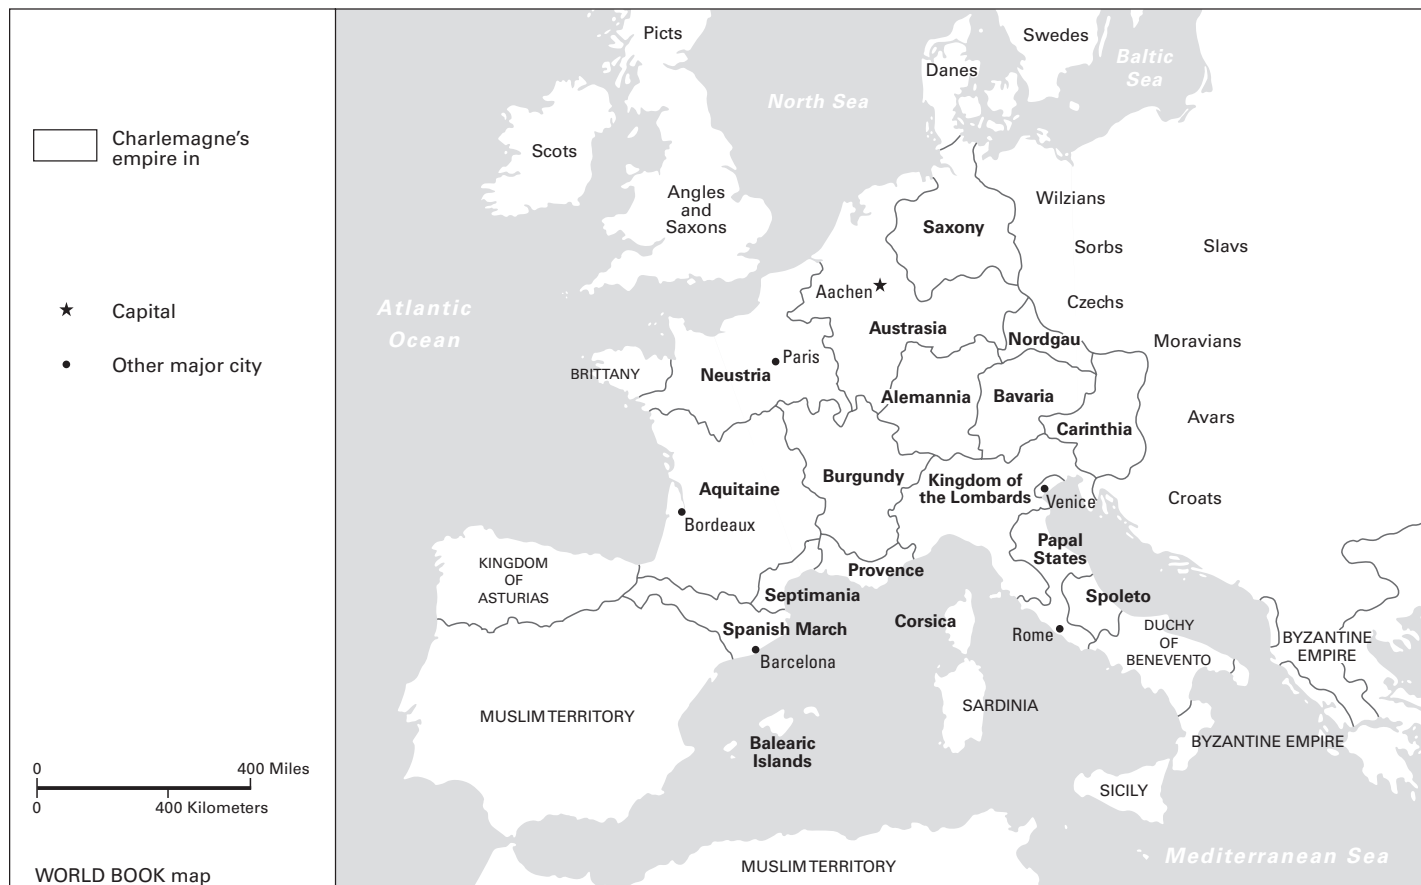 Charlemagne's
empire in
Capital
Other major city
0
400 Miles
0
400 Kilometers
WORLD BOOK map
Picts
Swedes
Danes
Baltic
Sea
North Sea
Scots
Angles
and
Saxons
Wilzians
Saxony
Sorbs
Slavs
Atlantic
Ocean
Aachen
Czechs
Austrasia
Nordgau
Moravians
Paris
BRITTANY
Neustria
Alemannia
Bavaria
Avars
Carinthia
Aquitaine
Burgundy
Kingdom of
the Lombards
Venice
Croats
Bordeaux
Papal
States
KINGDOM
OF
ASTURIAS
Provence
Septimania
Spoleto
Corsica
Spanish March
Rome
DUCHY
OF
BENEVENTO
BYZANTINE
EMPIRE
Barcelona
MUSLIM TERRITORY
SARDINIA
Balearic
Islands
BYZANTINE EMPIRE
SICILY
MUSLIM TERRITORY
Mediterranean Sea